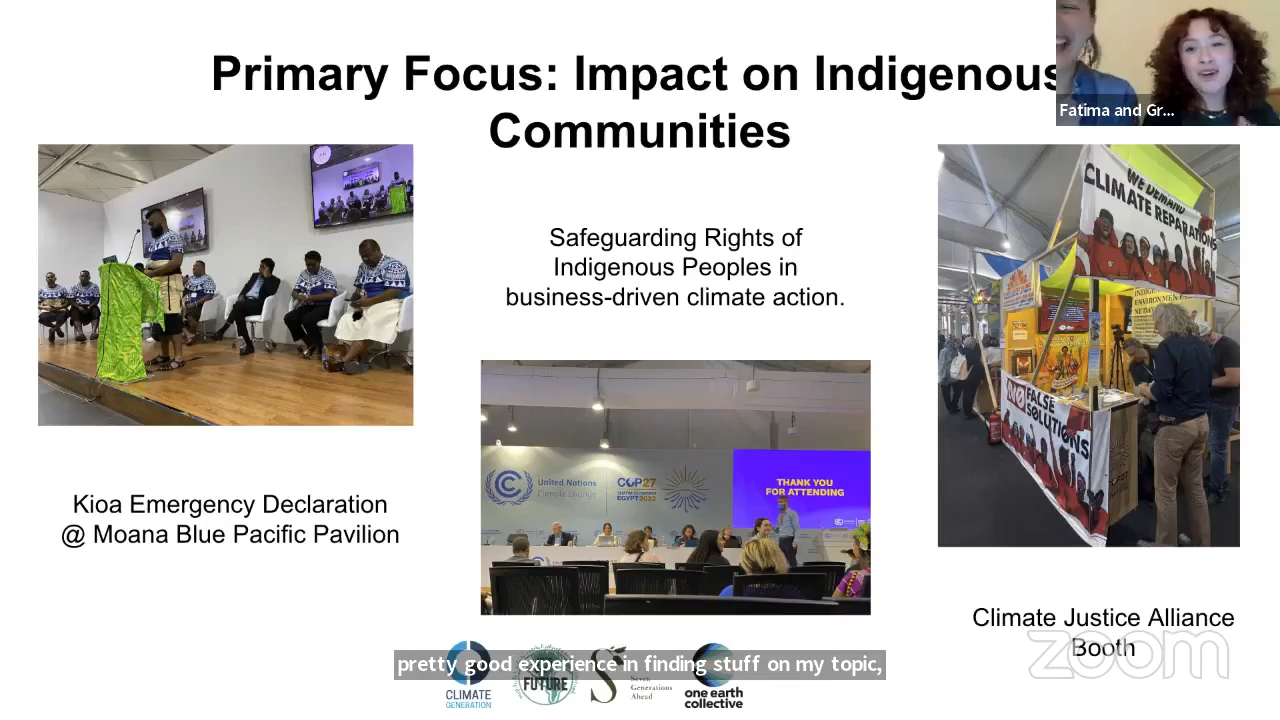 Primary Focus: Impact on Indigenous
Communities
Fatima and Gr...
Safeguarding Rights of
Indigenous Peoples in
business-driven climate action.
WE DEMAND
CLIMATE REPARATIONS
NO FALSE
SOLUTIONS
United Nations
Climate Change
COP27
EGYPT2022
THANK YOU
FOR ATTENDING
COP27
Kioa Emergency Declaration
@ Moana Blue Pacific Pavilion
Climate Justice Alliance
Booth
zoom
pretty good experience in finding stuff on my topic,
CLIMATE
GENERATION
FUTURE
S
Seven
Generations
Ahead
one earth
collective